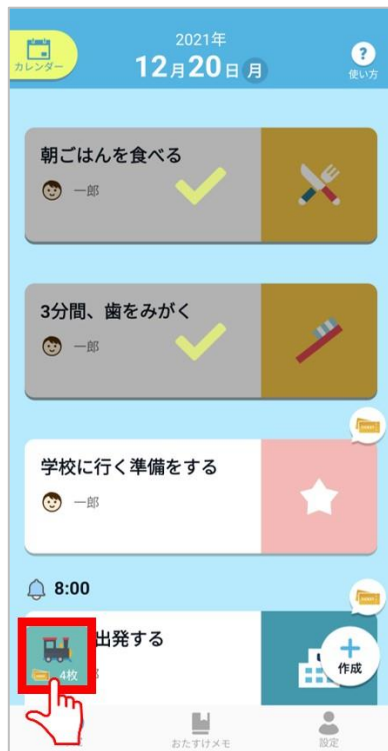 2021年
カレンダー
12月20日 月
使い方
朝ごはんを食べる
一郎
3分間、歯をみがく
一郎
学校に行く準備をする
一郎
8:00
出発する
4枚
作成
おたすけメモ
設定